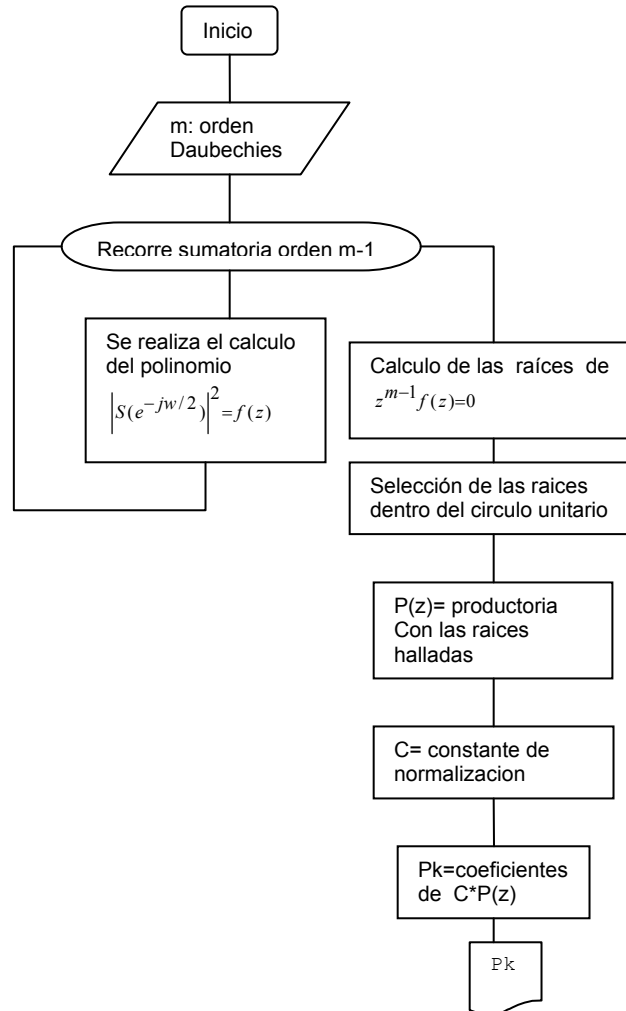 Inicio
m: orden
Daubechies
Recorre sumatoria orden m-1
Se realiza el calculo
del polinomio
|S(e^{-jw/2})|^2=f(z)
Calculo de las raíces de
z^{m-1}f(z)=0
Selección de las raices
dentro del circulo unitario
P(z)= productoria
Con las raices
halladas
C= constante de
normalizacion
Pk=coeficientes
de C*P(z)
Pk